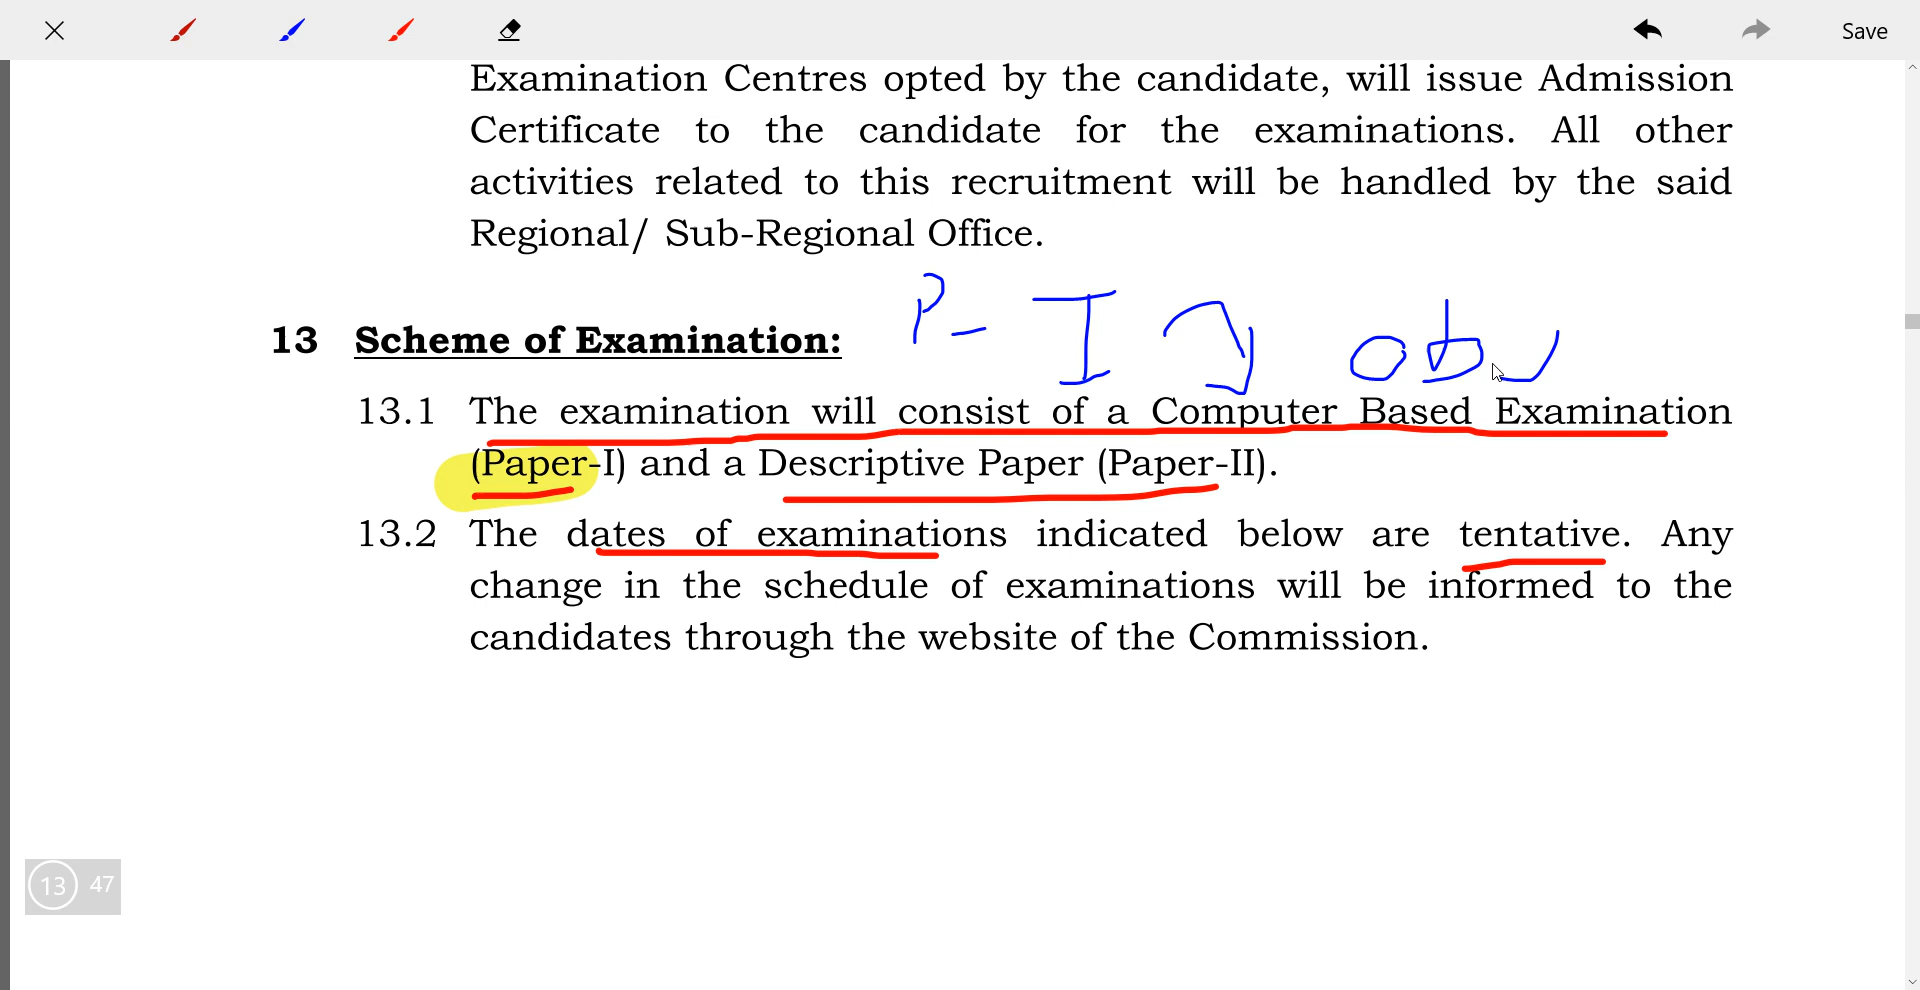 Save
Examination Centres opted by the candidate, will issue Admission
Certificate to the candidate for the examinations. All other
activities related to this recruitment will be handled by the said
Regional/ Sub-Regional Office.
P- I
13 Scheme of Examination:
13.1 The examination will consist of a Computer Based Examination
(Paper-I) and a Descriptive Paper (Paper-II).
13.2 The dates of examinations indicated below are tentative. Any
change in the schedule of examinations will be informed to the
candidates through the website of the Commission.
13 47